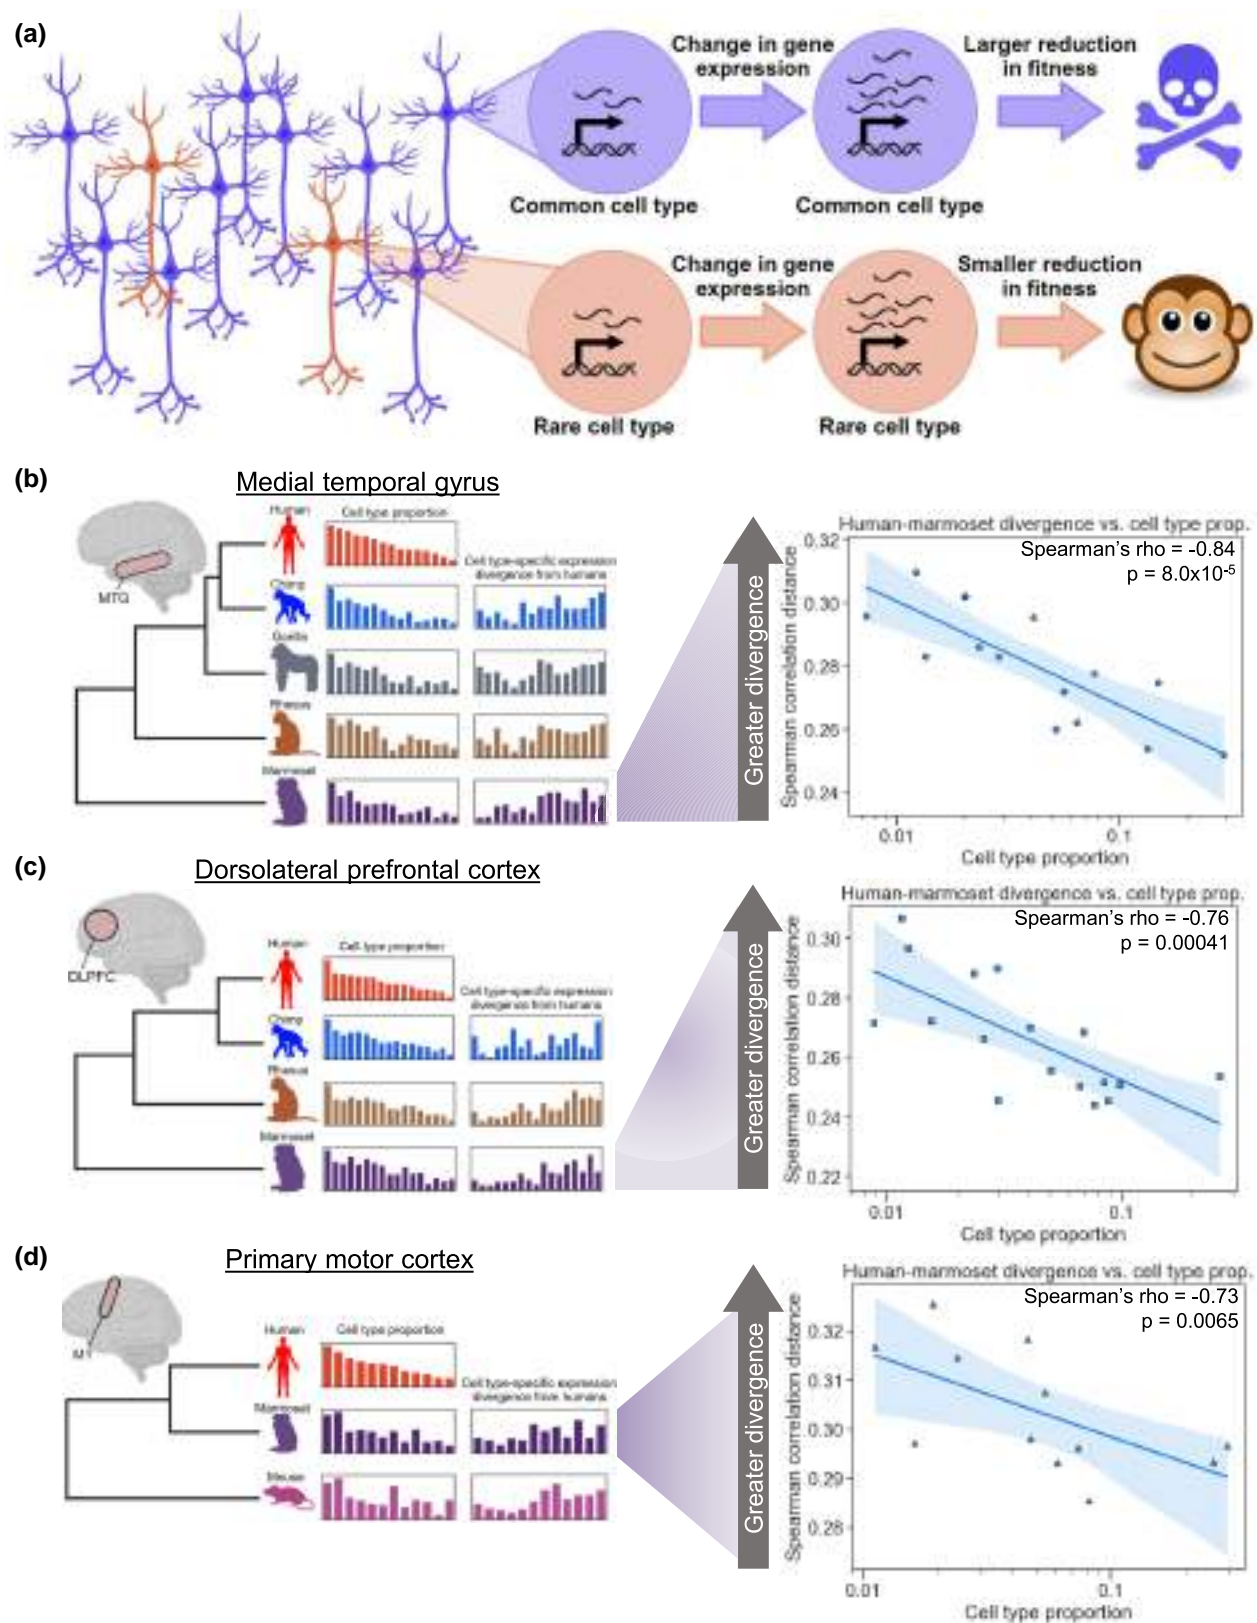 (a)
Change in gene
expression
Larger reduction
in fitness
Common cell type
Common cell type
Change in gene
expression
Smaller reduction
in fitness
Rare cell type
Rare cell type
(b)
Medial temporal gyrus
MTG
Human
Cell type proportion
Cell type-specific expression
divergence from humans
Chimp
Gorilla
Rhesus
Marmoset
Greater divergence
Human-marmoset divergence vs. cell type prop.
Spearman's rho = -0.84
p = 8.0x10⁻⁵
Spearman correlation distance
0.32
0.30
0.28
0.26
0.24
0.01
0.1
Cell type proportion
(c)
Dorsolateral prefrontal cortex
DLPFC
Human
Cell type proportion
Cell type-specific expression
divergence from humans
Chimp
Rhesus
Marmoset
Greater divergence
Human-marmoset divergence vs. cell type prop.
Spearman's rho = -0.76
p = 0.00041
Spearman correlation distance
0.30
0.28
0.26
0.24
0.22
0.01
0.1
Cell type proportion
(d)
Primary motor cortex
M1
Human
Cell type proportion
Cell type-specific expression
divergence from humans
Marmoset
Mouse
Greater divergence
Human-marmoset divergence vs. cell type prop.
Spearman's rho = -0.73
p = 0.0065
Spearman correlation distance
0.32
0.31
0.30
0.29
0.28
0.01
0.1
Cell type proportion